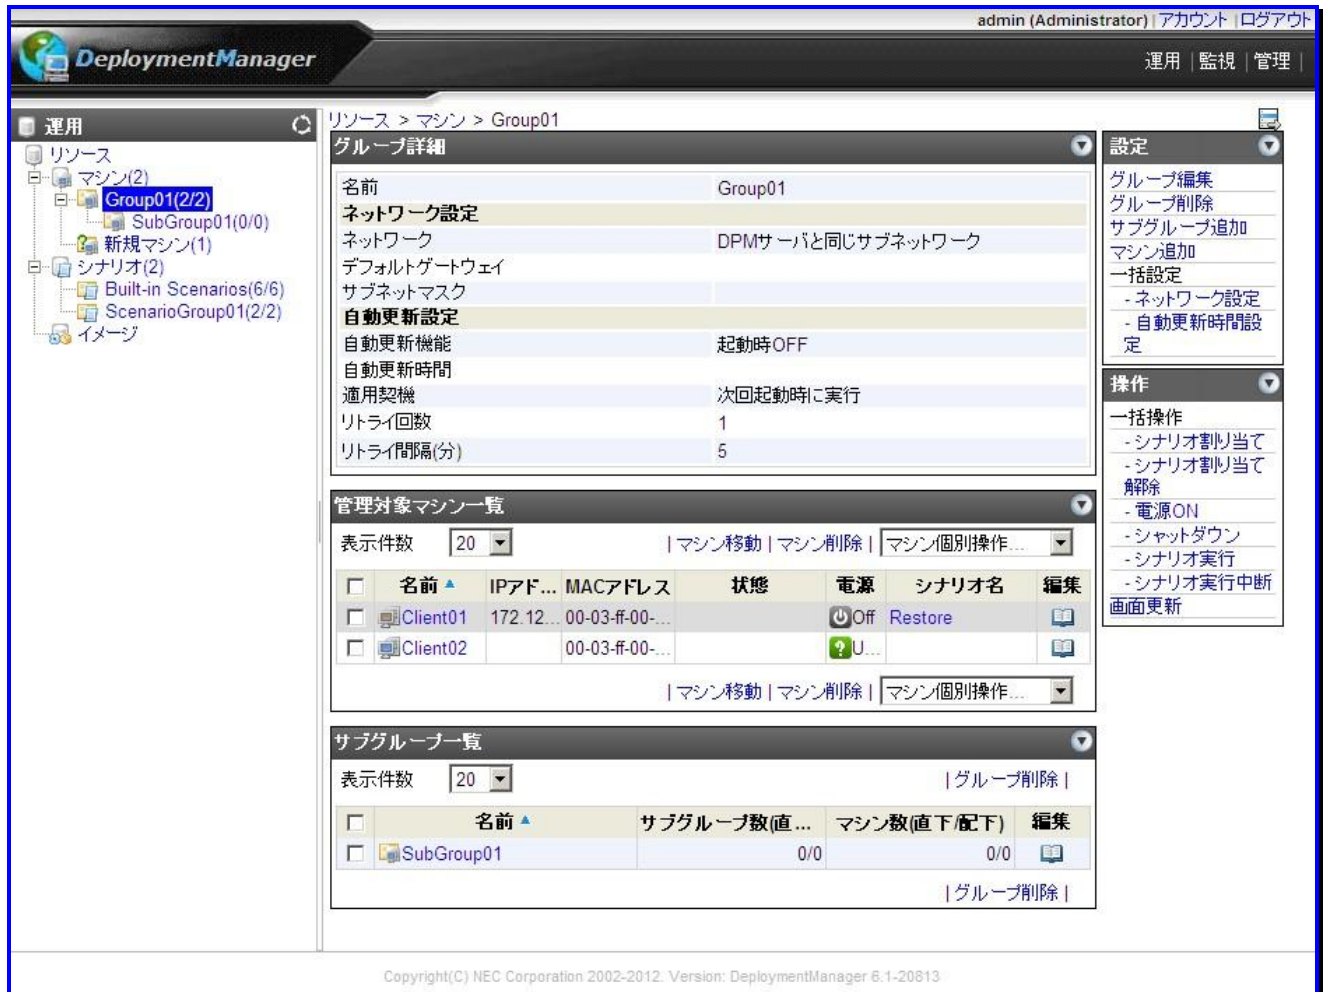 admin (Administrator) | アカウント | ログアウト
DeploymentManager
運用 | 監視 | 管理 |
運用
リソース
マシン(2)
Group01(2/2)
SubGroup01(0/0)
新規マシン(1)
シナリオ(2)
Built-in Scenarios(6/6)
ScenarioGroup01(2/2)
イメージ
リソース > マシン > Group01
グループ詳細
名前 Group01
ネットワーク設定
ネットワーク DPMサーバと同じサブネットワーク
デフォルトゲートウェイ
サブネットマスク
自動更新設定
自動更新機能 起動時OFF
自動更新時間
適用契機 次回起動時に実行
リトライ回数 1
リトライ間隔(分) 5
管理対象マシン一覧
表示件数 20 | マシン移動 | マシン削除 | マシン個別操作...
名前 IPアド... MACアドレス 状態 電源 シナリオ名 編集
Client01 172.12... 00-03-ff-00-... Off Restore
Client02 00-03-ff-00-... U...
| マシン移動 | マシン削除 | マシン個別操作...
サブグループ一覧
表示件数 20 | グループ削除 |
名前 サブグループ数(直... マシン数(直下/配下) 編集
SubGroup01 0/0 0/0
| グループ削除 |
設定
グループ編集
グループ削除
サブグループ追加
マシン追加
一括設定
- ネットワーク設定
- 自動更新時間設
定
操作
一括操作
- シナリオ割り当て
- シナリオ割り当て
解除
- 電源ON
- シャットダウン
- シナリオ実行
- シナリオ実行中断
画面更新
Copyright(C) NEC Corporation 2002-2012. Version: DeploymentManager 6.1-20813